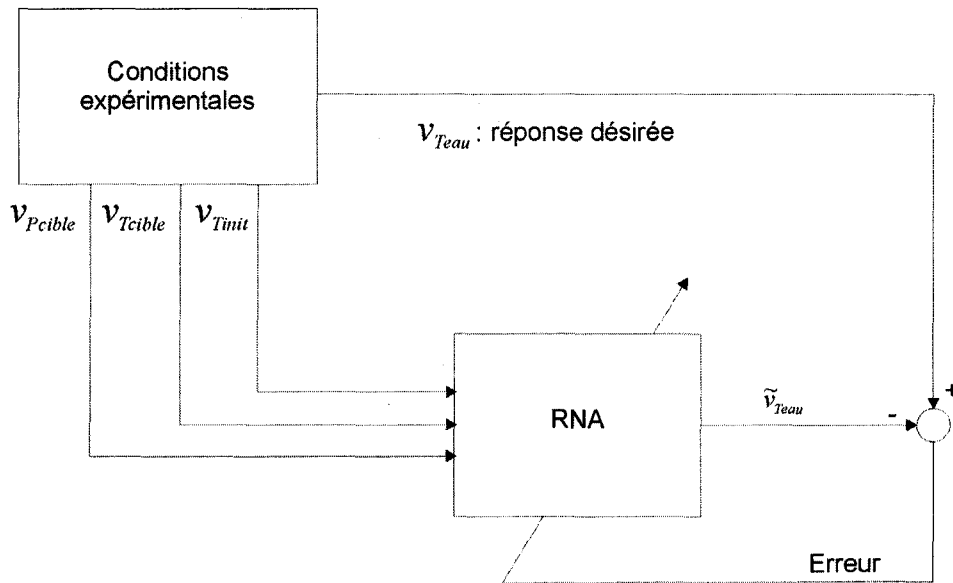 Conditions
expérimentales
v_Teau : réponse désirée
v_Pcible v_Tcible v_Tinit
+
ṽ_Teau
-
RNA
Erreur